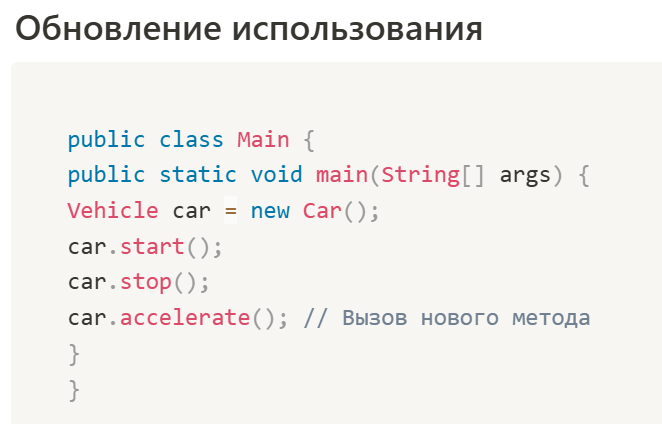 Обновление использования
public class Main {
public static void main(String[] args) {
Vehicle car = new Car();
car.start();
car.stop();
car.accelerate(); // Вызов нового метода
}
}